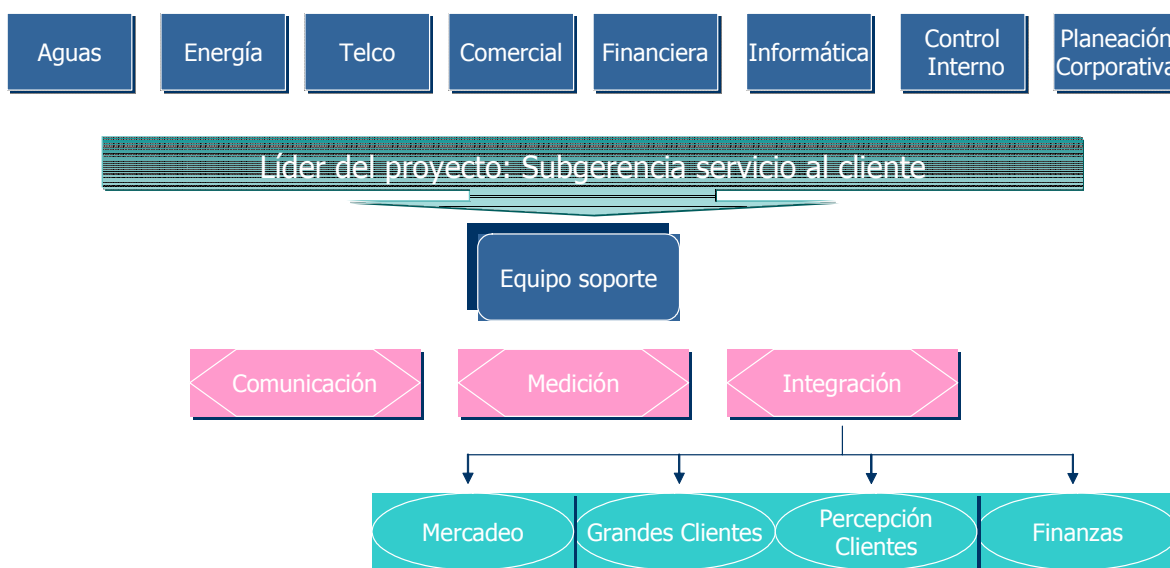 Aguas
Energía
Telco
Comercial
Financiera
Informática
Control
Interno
Planeación
Corporativa
Líder del proyecto: Subgerencia servicio al cliente
Equipo soporte
Comunicación
Medición
Integración
Mercadeo
Grandes Clientes
Percepción
Clientes
Finanzas